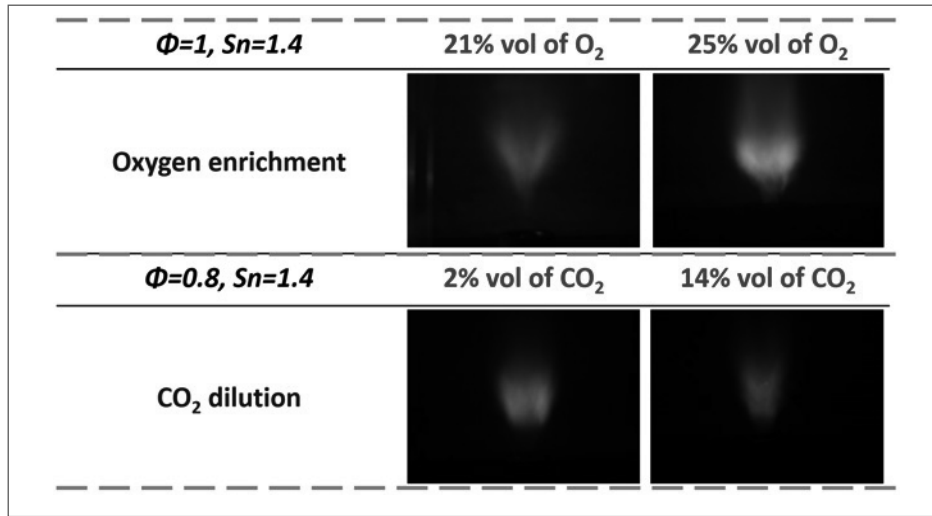 Φ=1, Sn=1.4 21% vol of O₂ 25% vol of O₂
Oxygen enrichment
Φ=0.8, Sn=1.4 2% vol of CO₂ 14% vol of CO₂
CO₂ dilution